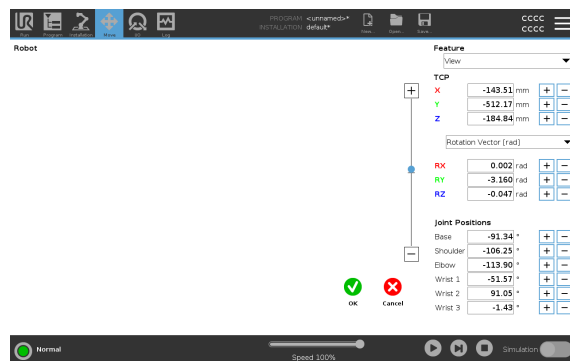 UR
PROGRAM <unnamed>*
INSTALLATION default*
CCCC
CCCC
Run Program Installation Move I/O Log New... Open... Save...
Robot
Feature
View
TCP
X -143.51 mm + −
Y -512.17 mm + −
Z -184.84 mm + −
Rotation Vector [rad]
RX 0.002 rad + −
RY -3.160 rad + −
RZ -0.047 rad + −
Joint Positions
Base -91.34 ° + −
Shoulder -106.25 ° + −
Elbow -113.90 ° + −
Wrist 1 -51.57 ° + −
Wrist 2 91.05 ° + −
Wrist 3 -1.43 ° + −
OK Cancel
Normal
Speed 100%
Simulation